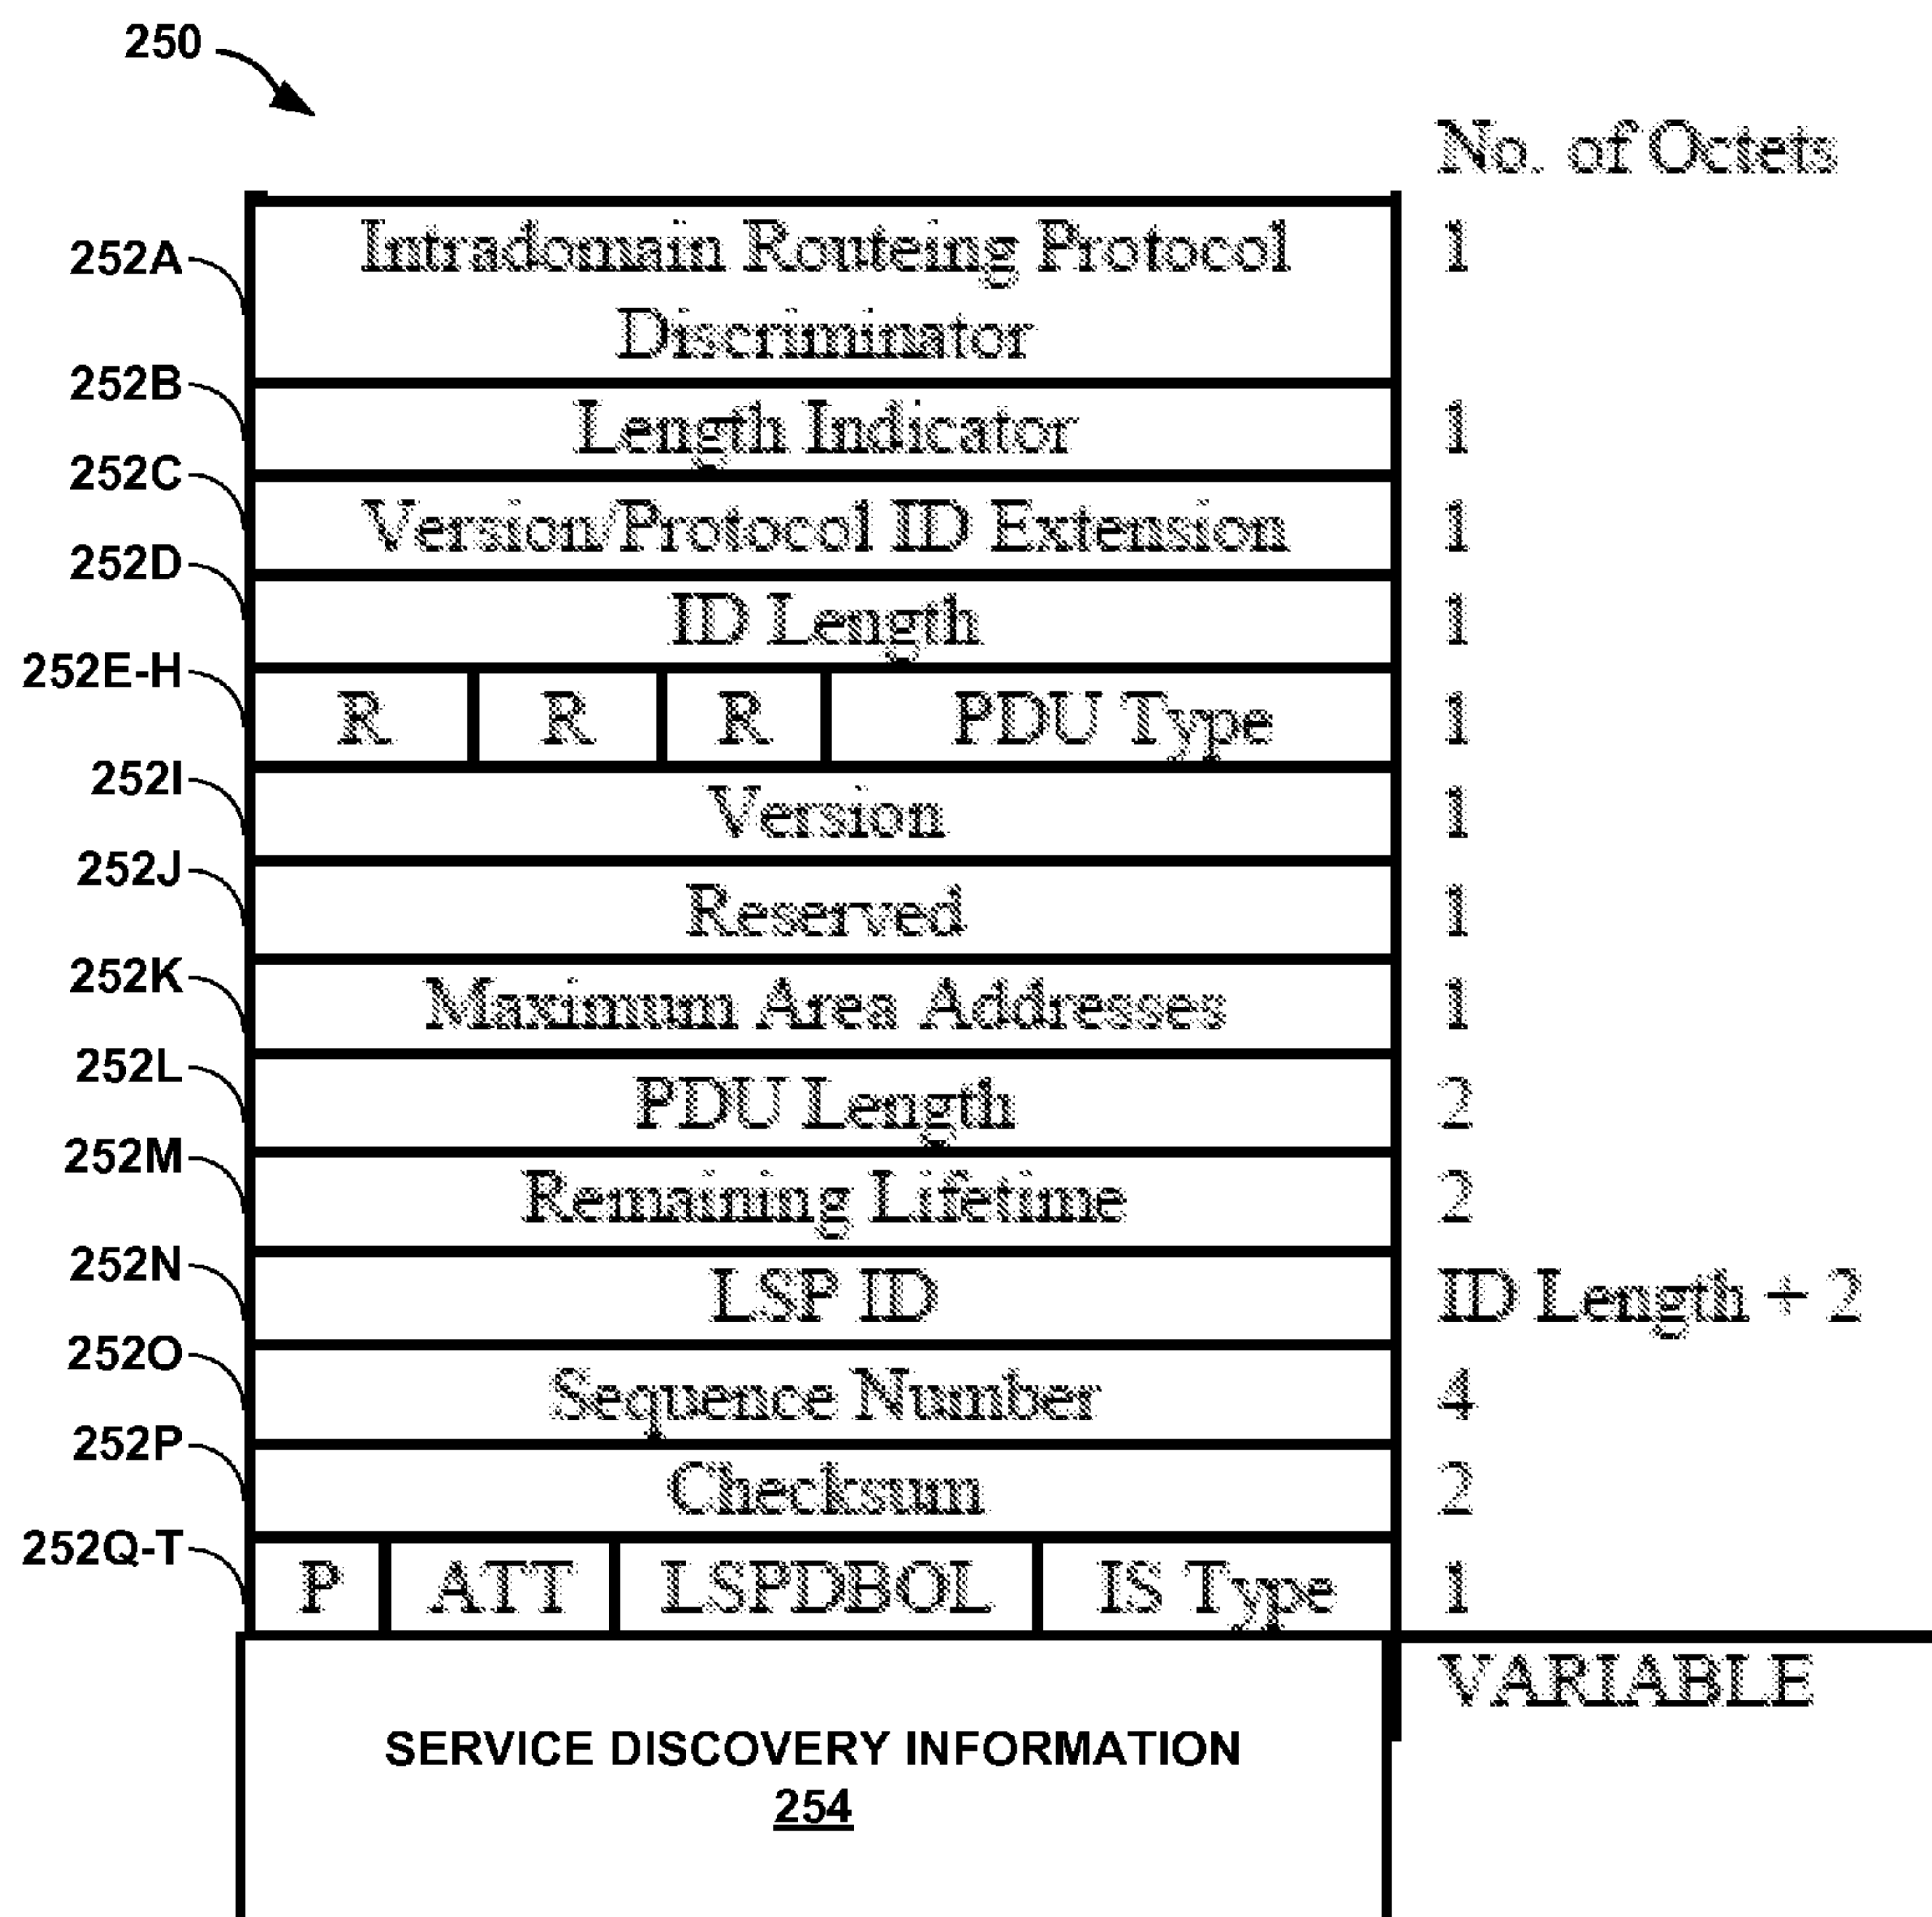 250
No. of Octets
252A
Intradomain Routeing Protocol
Discriminator
1
252B
Length Indicator
1
252C
Version/Protocol ID Extension
1
252D
ID Length
1
252E-H
R R R PDU Type
1
252I
Version
1
252J
Reserved
1
252K
Maximum Area Addresses
1
252L
PDU Length
2
252M
Remaining Lifetime
2
252N
LSP ID
ID Length + 2
252O
Sequence Number
4
252P
Checksum
2
252Q-T
P ATT LSPDBOL IS Type
1
VARIABLE
SERVICE DISCOVERY INFORMATION
254